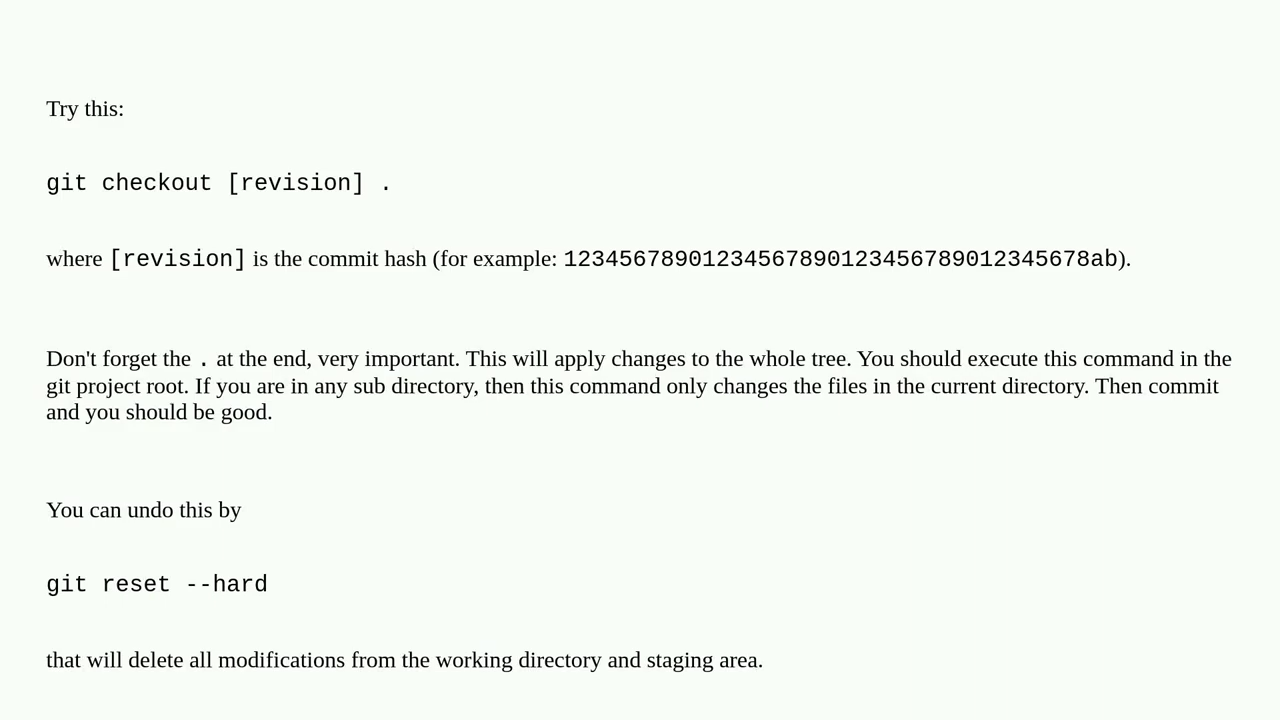 Try this:
git checkout [revision] .
where [revision] is the commit hash (for example: 12345678901234567890123456789012345678ab).
Don't forget the . at the end, very important. This will apply changes to the whole tree. You should execute this command in the
git project root. If you are in any sub directory, then this command only changes the files in the current directory. Then commit
and you should be good.
You can undo this by
git reset --hard
that will delete all modifications from the working directory and staging area.